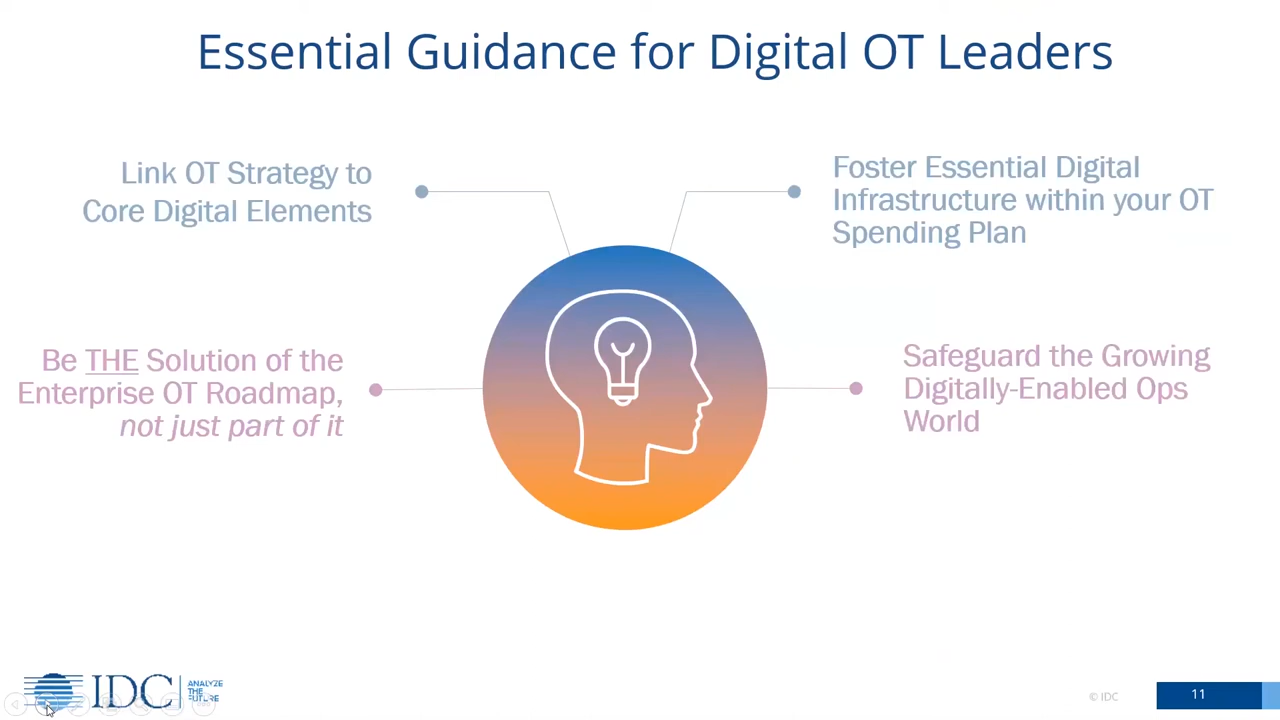 Essential Guidance for Digital OT Leaders
Link OT Strategy to
Core Digital Elements
Foster Essential Digital
Infrastructure within your OT
Spending Plan
Be THE Solution of the
Enterprise OT Roadmap,
not just part of it
Safeguard the Growing
Digitally-Enabled Ops
World
IDC
ANALYZE
THE
FUTURE
© IDC
11